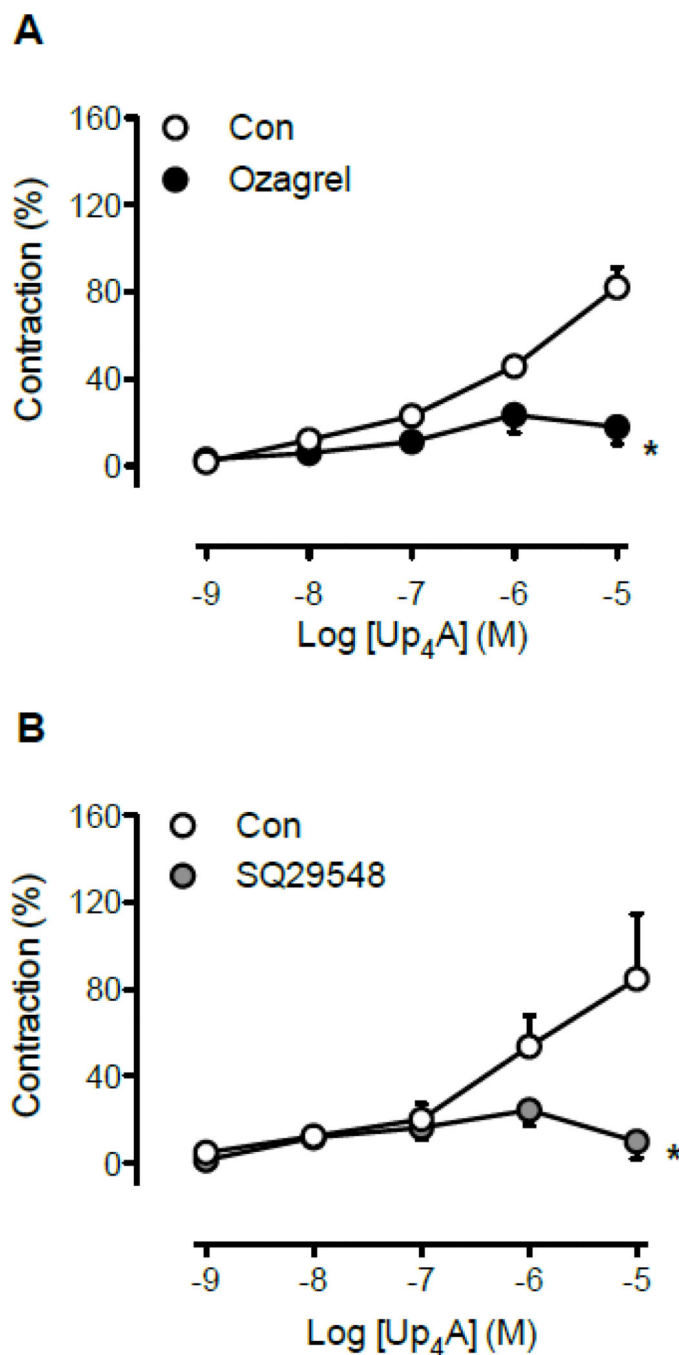 A
160
Con
Ozagrel
120
80
40
0
Contraction (%)
*
-9 -8 -7 -6 -5
Log [Up₄A] (M)
B
160
Con
SQ29548
120
80
40
0
Contraction (%)
*
-9 -8 -7 -6 -5
Log [Up₄A] (M)